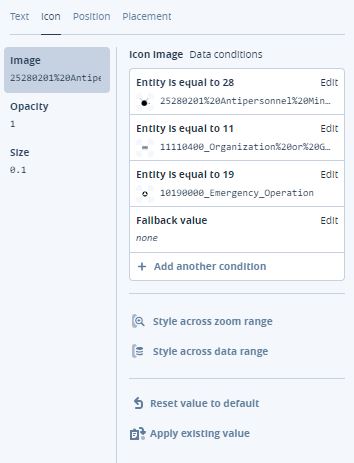 Text Icon Position Placement
Image
25280201%20Antipe
Opacity
1
Size
0.1
Icon Image Data conditions
Entity is equal to 28 Edit
25280201%20Antipersonnel%20Min…
Entity is equal to 11 Edit
11110400_Organization%20or%20G…
Entity is equal to 19 Edit
10190000_Emergency_Operation
Fallback value Edit
none
+ Add another condition
Style across zoom range
Style across data range
Reset value to default
Apply existing value